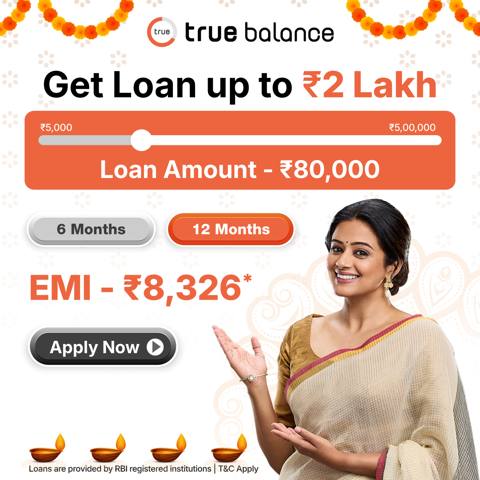 true true balance
Get Loan up to ₹2 Lakh
₹5,000 ₹5,00,000
Loan Amount - ₹80,000
6 Months 12 Months
EMI - ₹8,326*
Apply Now
Loans are provided by RBI registered institutions | T&C Apply